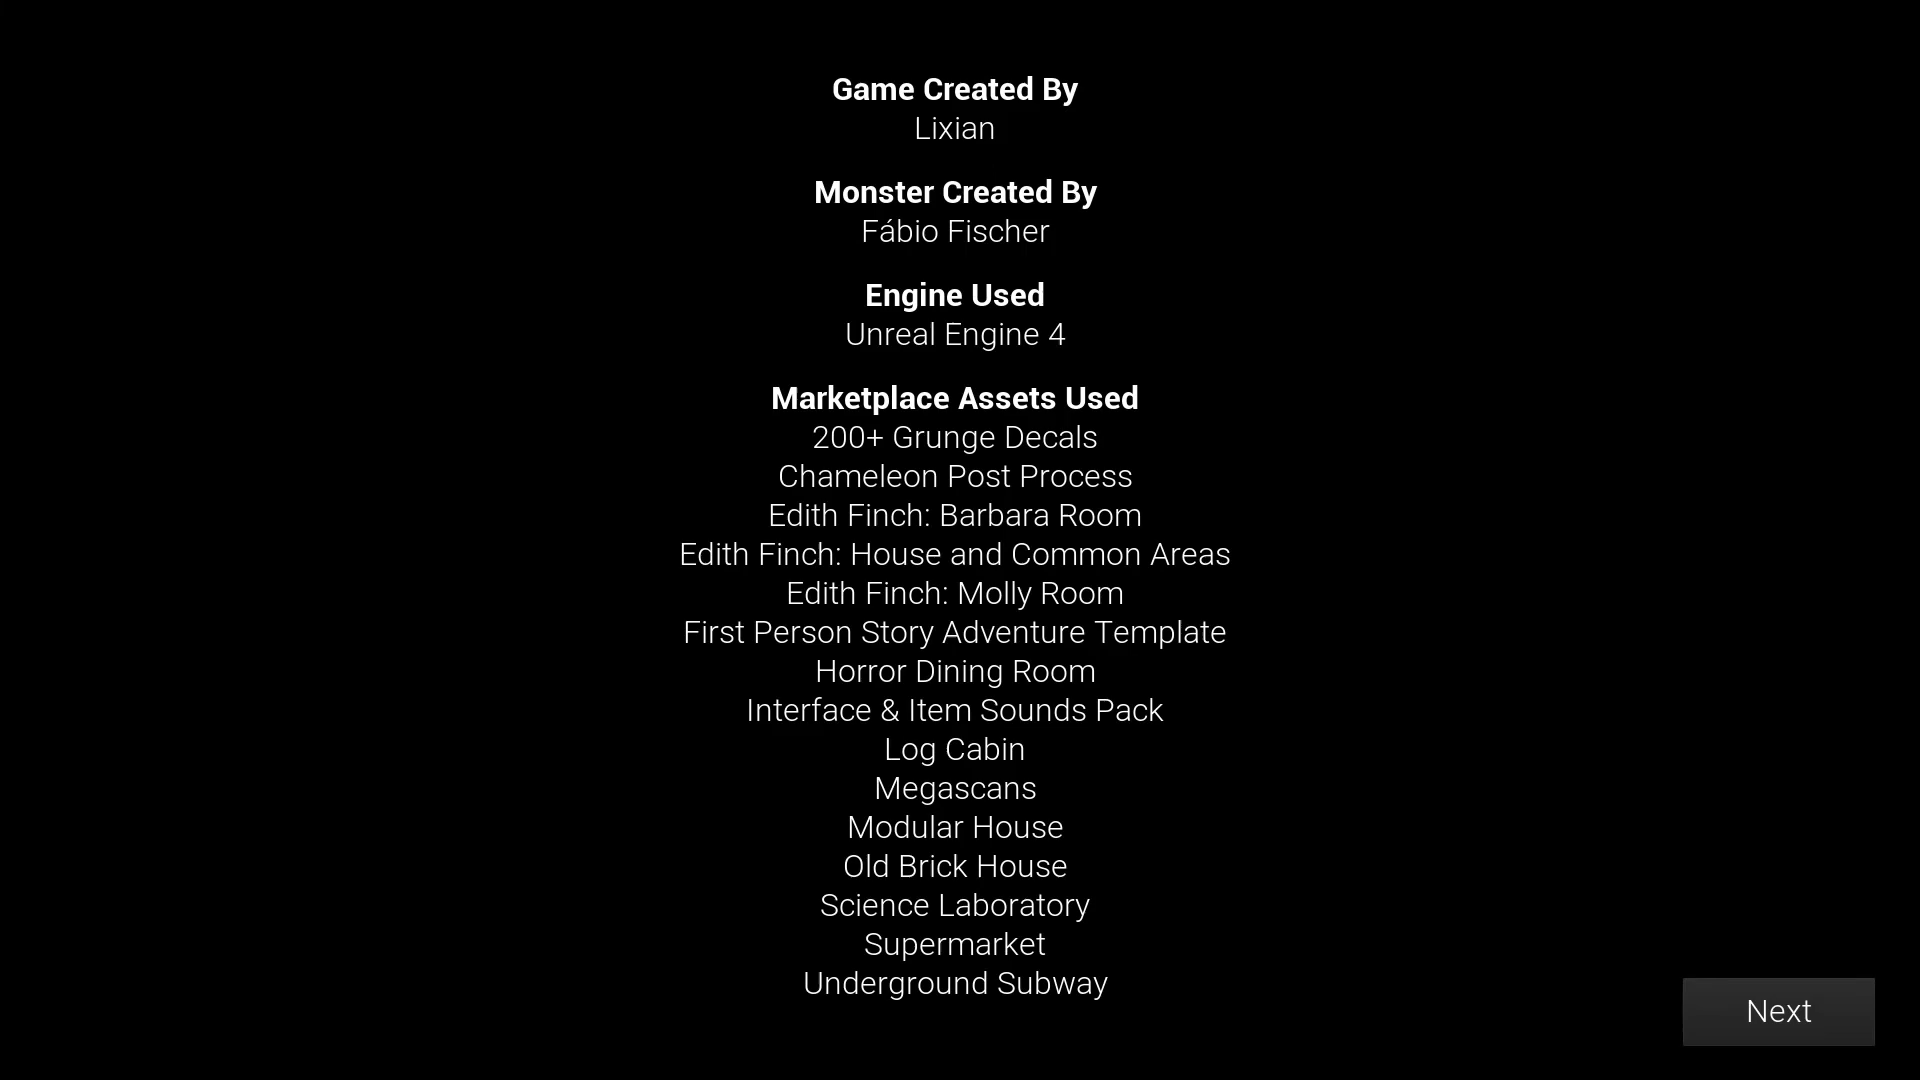 Game Created By
Lixian
Monster Created By
Fábio Fischer
Engine Used
Unreal Engine 4
Marketplace Assets Used
200+ Grunge Decals
Chameleon Post Process
Edith Finch: Barbara Room
Edith Finch: House and Common Areas
Edith Finch: Molly Room
First Person Story Adventure Template
Horror Dining Room
Interface & Item Sounds Pack
Log Cabin
Megascans
Modular House
Old Brick House
Science Laboratory
Supermarket
Underground Subway
Next